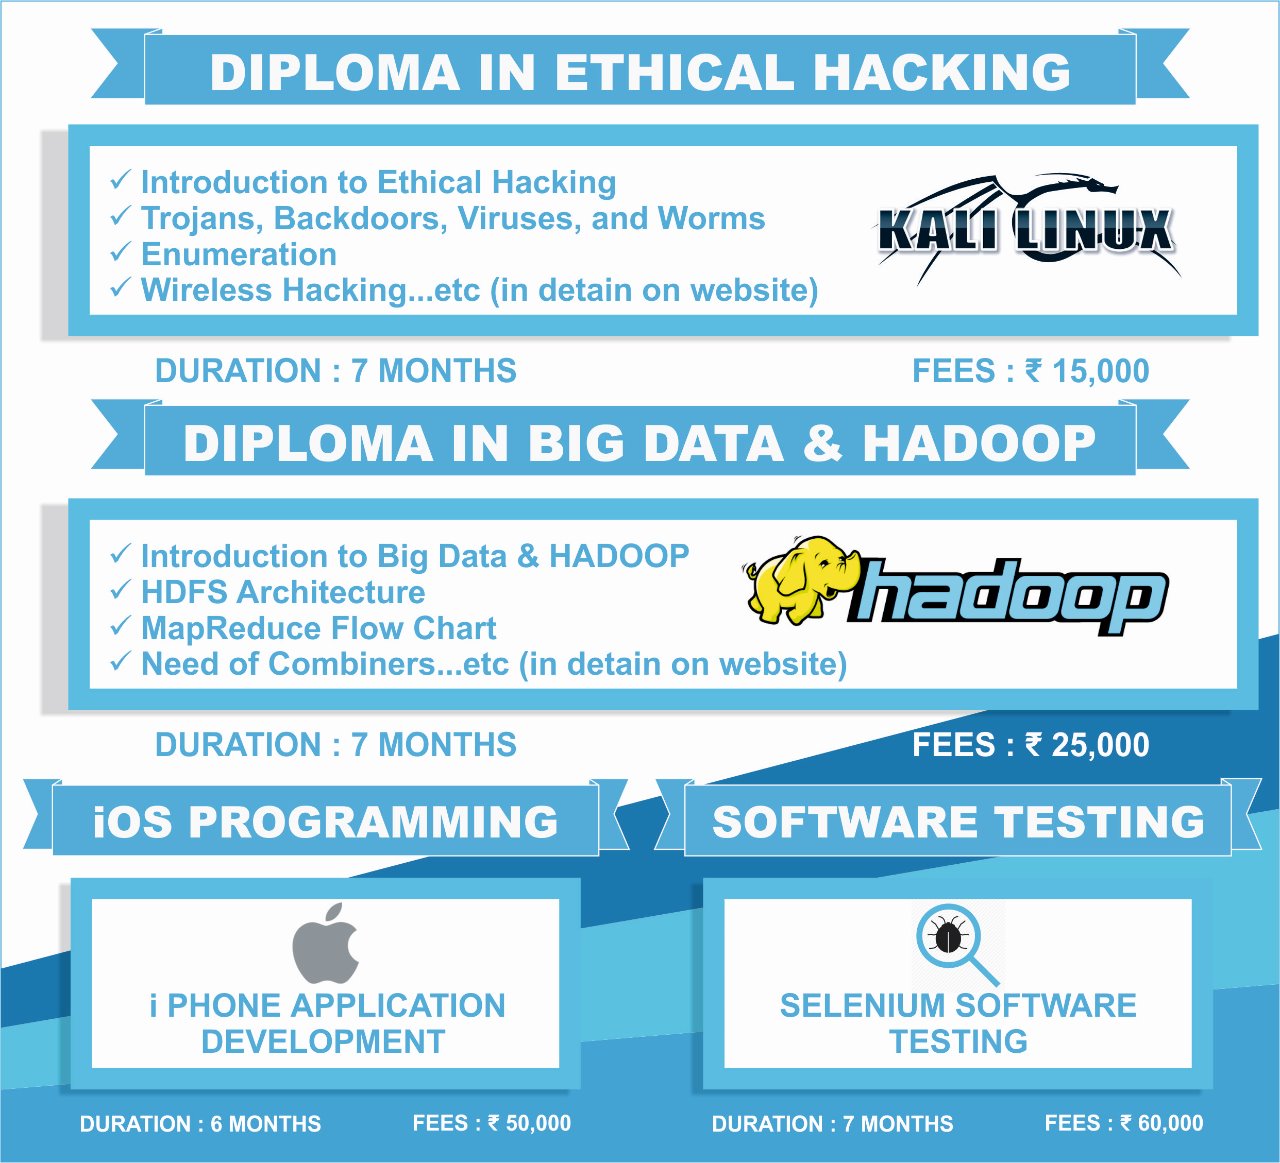 DIPLOMA IN ETHICAL HACKING
Introduction to Ethical Hacking
Trojans, Backdoors, Viruses, and Worms
Enumeration
Wireless Hacking...etc (in detain on website)
KALI LINUX
DURATION : 7 MONTHS
FEES : ₹ 15,000
DIPLOMA IN BIG DATA & HADOOP
Introduction to Big Data & HADOOP
HDFS Architecture
MapReduce Flow Chart
Need of Combiners...etc (in detain on website)
hadoop
DURATION : 7 MONTHS
FEES : ₹ 25,000
iOS PROGRAMMING
i PHONE APPLICATION
DEVELOPMENT
DURATION : 6 MONTHS
FEES : ₹ 50,000
SOFTWARE TESTING
SELENIUM SOFTWARE
TESTING
DURATION : 7 MONTHS
FEES : ₹ 60,000